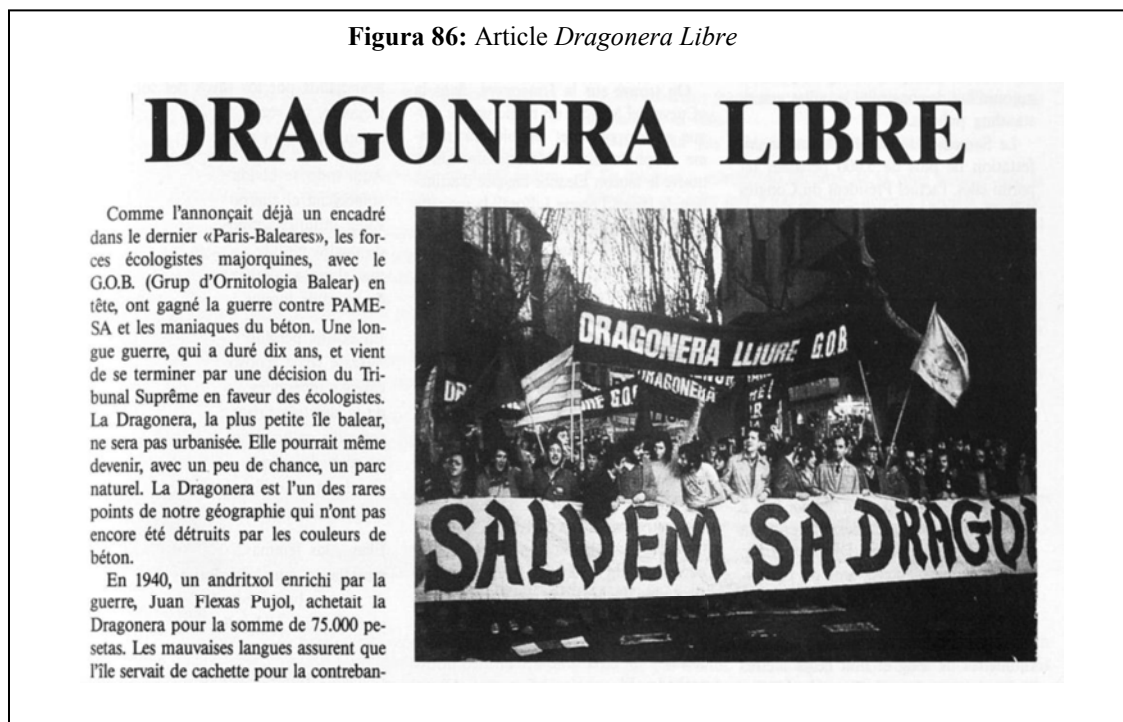 Figura 86: Article Dragonera Libre
DRAGONERA LIBRE
Comme l'annonçait déjà un encadré
dans le dernier «Paris-Baleares», les for-
ces écologistes majorquines, avec le
G.O.B. (Grup d'Ornitologia Balear) en
tête, ont gagné la guerre contre PAME-
SA et les maniaques du béton. Une lon-
gue guerre, qui a duré dix ans, et vient
de se terminer par une décision du Tri-
bunal Suprême en faveur des écologistes.
La Dragonera, la plus petite île balear,
ne sera pas urbanisée. Elle pourrait même
devenir, avec un peu de chance, un parc
naturel. La Dragonera est l'un des rares
points de notre géographie qui n'ont pas
encore été détruits par les couleurs de
béton.
En 1940, un andritxol enrichi par la
guerre, Juan Flexas Pujol, achetait la
Dragonera pour la somme de 75.000 pe-
setas. Les mauvaises langues assurent que
l'île servait de cachette pour la contreban-
DRAGONERA LLIURE G.O.B.
DRAGONERA
SALVEM SA DRAGON